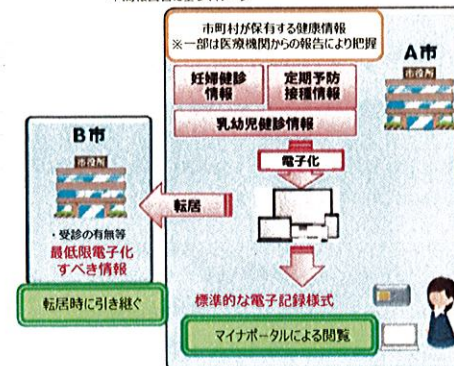 市町村が保有する健康情報
※一部は医療機関からの報告により把握
A市
市役所
妊婦健診
情報
定期予防
接種情報
乳幼児健診情報
電子化
B市
市役所
転居
・受診の有無等
最低限電子化
すべき情報
転居時に引き継ぐ
標準的な電子記録様式
マイナポータルによる閲覧